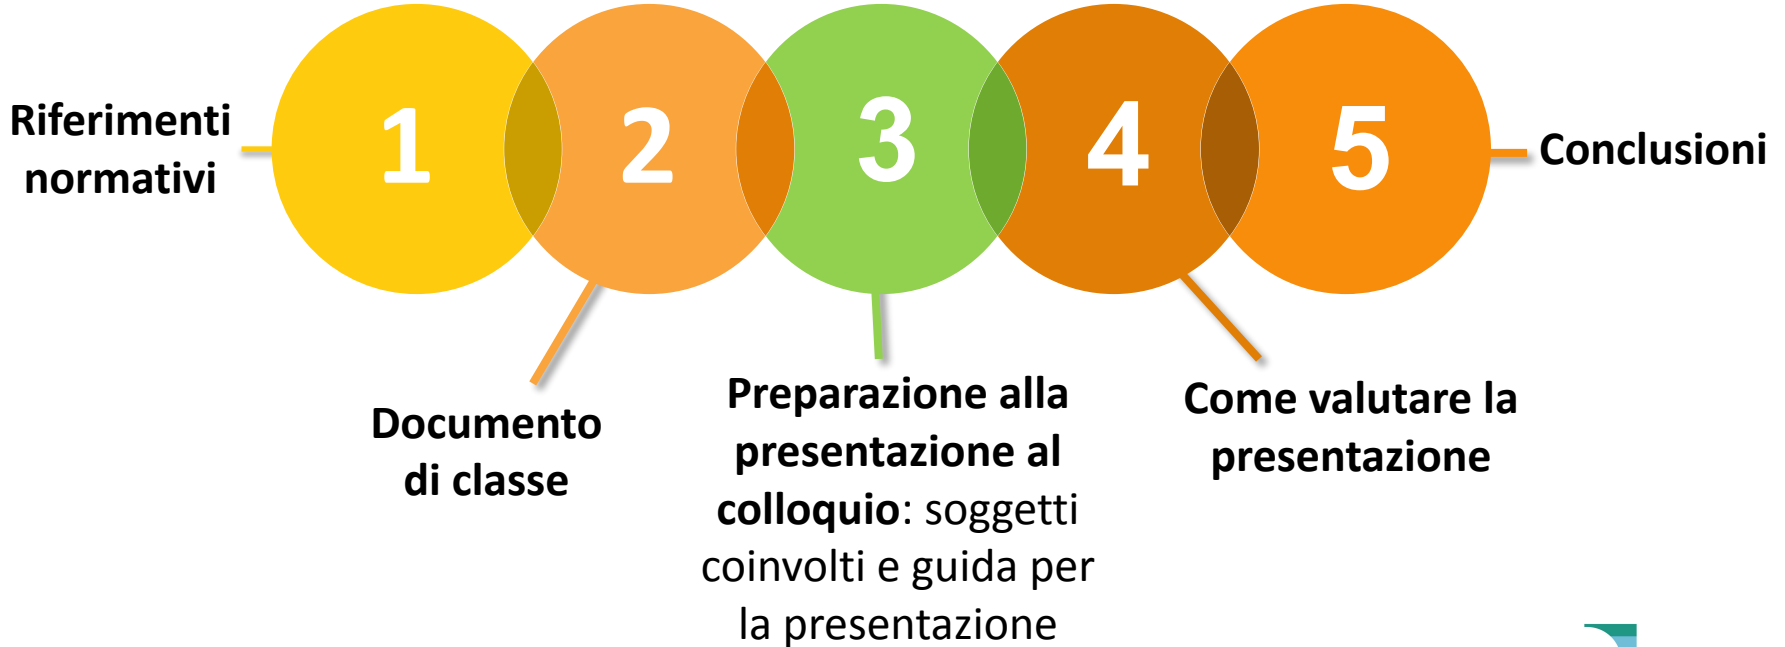 1
2
3
4
5
Riferimenti
normativi
Documento
di classe
Preparazione alla
presentazione al
colloquio: soggetti
coinvolti e guida per
la presentazione
Come valutare la
presentazione
Conclusioni